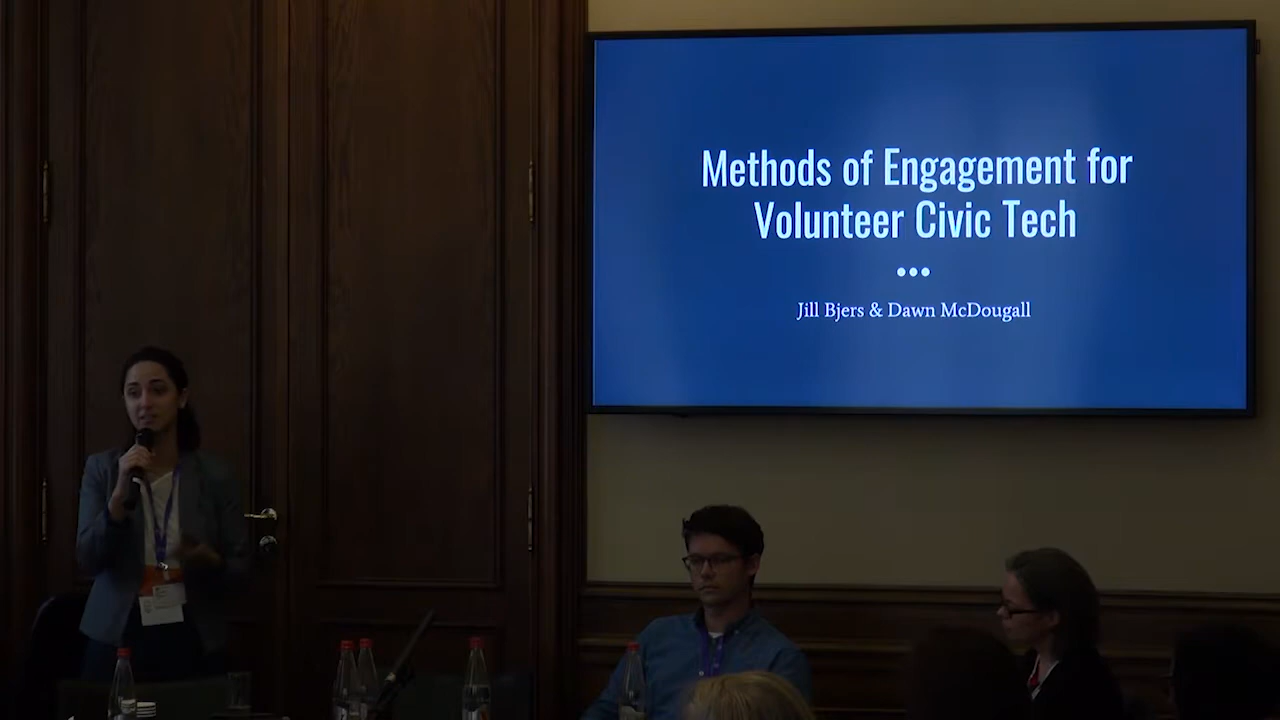 Methods of Engagement for
Volunteer Civic Tech
Jill Bjers & Dawn McDougall